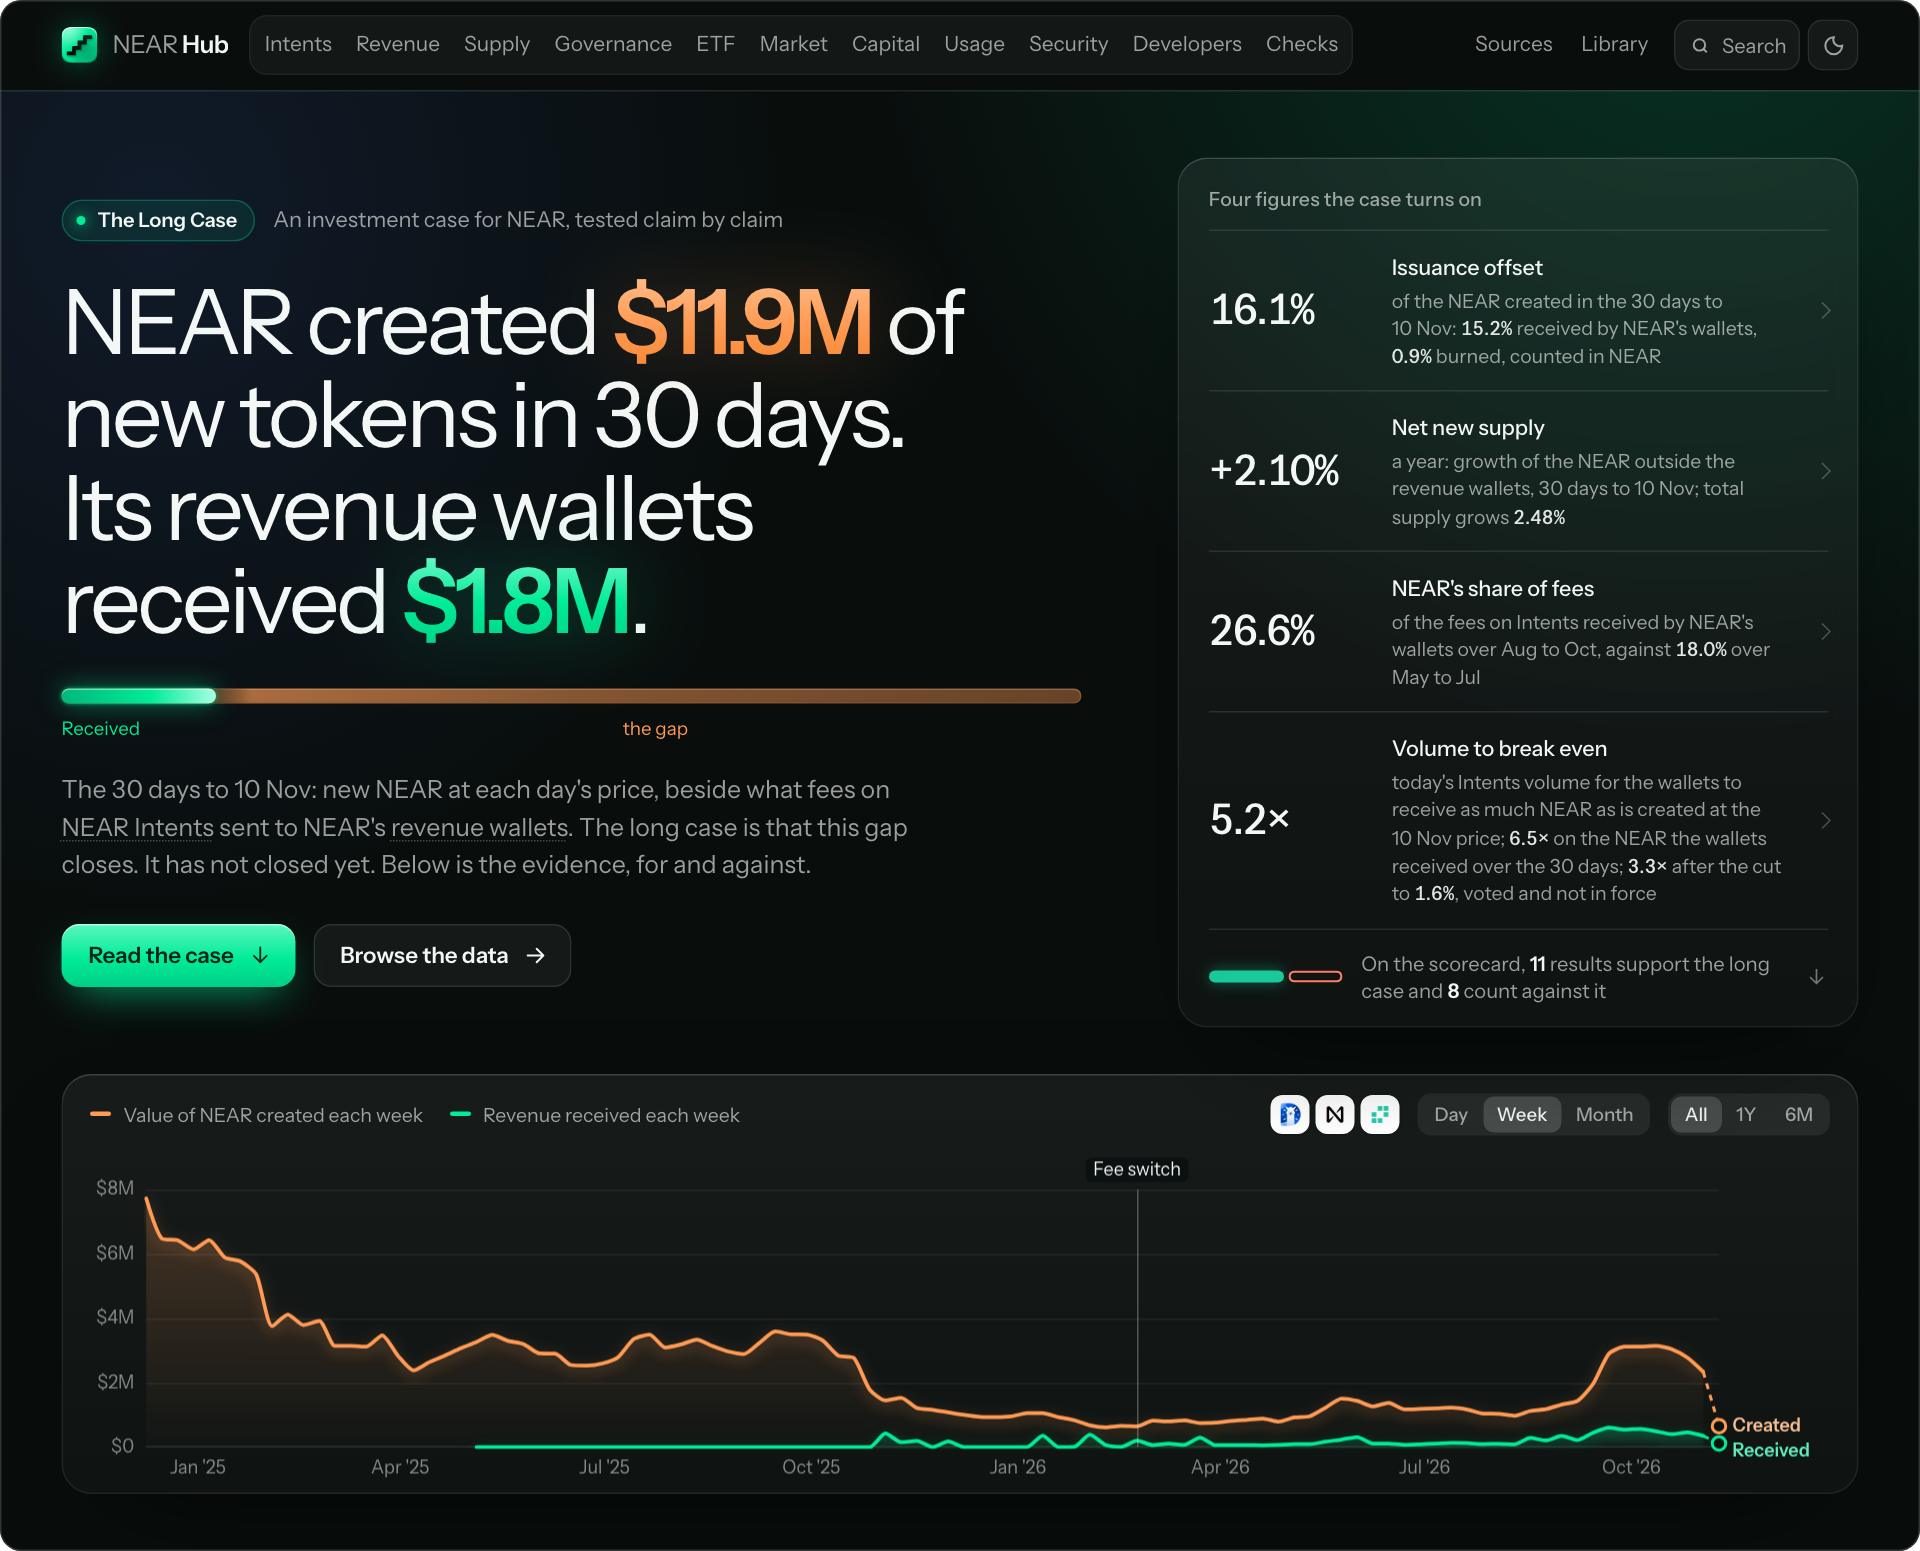 NEAR Hub
Intents Revenue Supply Governance ETF Market Capital Usage Security Developers Checks
Sources Library Search
The Long Case
An investment case for NEAR, tested claim by claim
NEAR created $11.9M of
new tokens in 30 days.
Its revenue wallets
received $1.8M.
Received
the gap
The 30 days to 10 Nov: new NEAR at each day's price, beside what fees on
NEAR Intents sent to NEAR's revenue wallets. The long case is that this gap
closes. It has not closed yet. Below is the evidence, for and against.
Read the case
Browse the data
Four figures the case turns on
16.1%
Issuance offset
of the NEAR created in the 30 days to
10 Nov: 15.2% received by NEAR's wallets,
0.9% burned, counted in NEAR
+2.10%
Net new supply
a year: growth of the NEAR outside the
revenue wallets, 30 days to 10 Nov; total
supply grows 2.48%
26.6%
NEAR's share of fees
of the fees on Intents received by NEAR's
wallets over Aug to Oct, against 18.0% over
May to Jul
5.2×
Volume to break even
today's Intents volume for the wallets to
receive as much NEAR as is created at the
10 Nov price; 6.5× on the NEAR the wallets
received over the 30 days; 3.3× after the cut
to 1.6%, voted and not in force
On the scorecard, 11 results support the long
case and 8 count against it
Value of NEAR created each week
Revenue received each week
Day Week Month
All 1Y 6M
Fee switch
$8M
$6M
$4M
$2M
$0
Created
Received
Jan '25 Apr '25 Jul '25 Oct '25 Jan '26 Apr '26 Jul '26 Oct '26